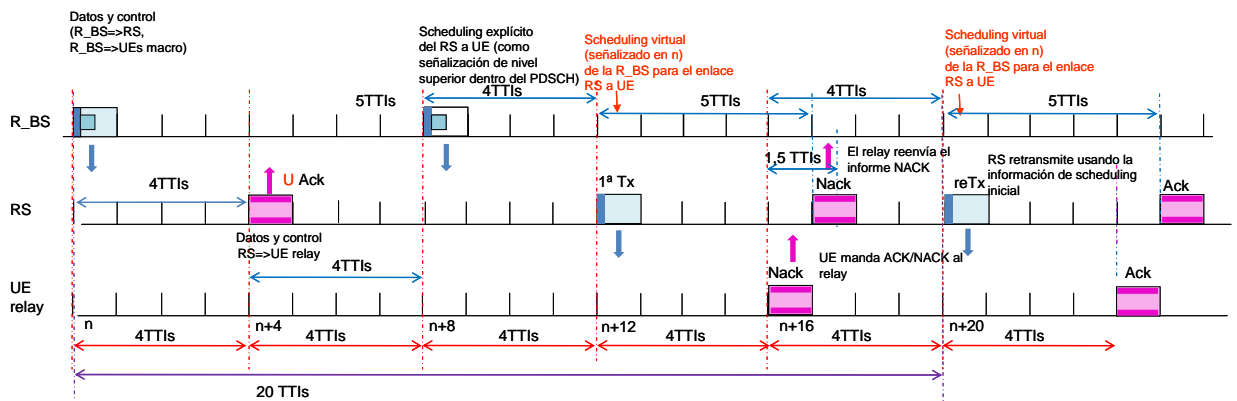 Datos y control
(R_BS=>RS,
R_BS=>UEs macro)
Scheduling explícito
del RS a UE (como
señalización de nivel
superior dentro del PDSCH)
Scheduling virtual
(señalizado en n)
de la R_BS para el enlace
RS a UE
Scheduling virtual
(señalizado en n)
de la R_BS para el enlace
RS a UE
5TTIs
4TTIs
5TTIs
4TTIs
5TTIs
R_BS
4TTIs
U Ack
1ª Tx
1,5 TTIs
El relay reenvía el
informe NACK
Nack
reTx
RS retransmite usando la
información de scheduling
inicial
Ack
RS
Datos y control
RS=>UE relay
4TTIs
Nack
UE manda ACK/NACK al
relay
Ack
UE
relay
n
n+4
n+8
n+12
n+16
n+20
4TTIs
4TTIs
4TTIs
4TTIs
4TTIs
4TTIs
20 TTIs